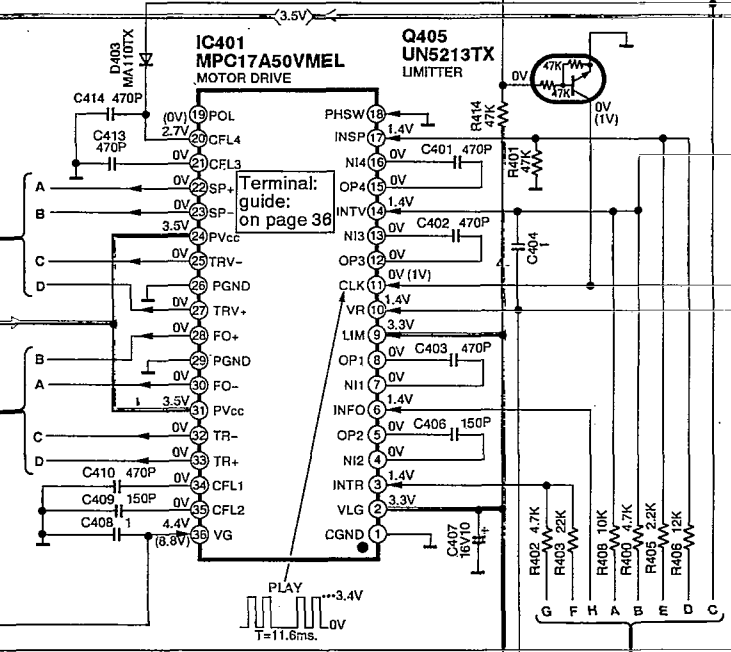 3.5V
IC401
MPC17A50VMEL
MOTOR DRIVE
Q405
UN5213TX
LIMITTER
D403
MA110TX
47K
47K
0V
0V
(1V)
R414
47K
R401
47K
C414 470P
C413
470P
(0V) 19 POL
2.7V 20 CFL4
0V 21 CFL3
A 0V 22 SP+
B 0V 23 SP-
3.5V 24 PVcc
C 0V 25 TRV-
26 PGND
D 0V 27 TRV+
B 0V 28 FO+
29 PGND
A 0V 30 FO-
3.5V 31 PVcc
C 0V 32 TR-
D 0V 33 TR+
C410 470P 0V 34 CFL1
C409 150P 0V 35 CFL2
C408 1 4.4V 36 VG
(8.8V)
Terminal:
guide:
on page 36
PHSW 18
INSP 17 1.4V
NI4 16 0V C401 470P
OP4 15 0V
INTV 14 1.4V
NI3 13 0V C402 470P
OP3 12 0V
CLK 11 0V (1V)
VR 10 1.4V
LIM 9 3.3V
OP1 8 0V C403 470P
NI1 7 0V
INFO 6 1.4V
OP2 5 0V C406 150P
NI2 4 0V
INTR 3 1.4V
VLG 2 3.3V
CGND 1
C404
1
C407
16V10
+
R402 4.7K
R403 22K
R408 10K
R400 4.7K
R405 2.2K
R406 12K
G F H A B E D C
PLAY
3.4V
0V
T=11.6ms.